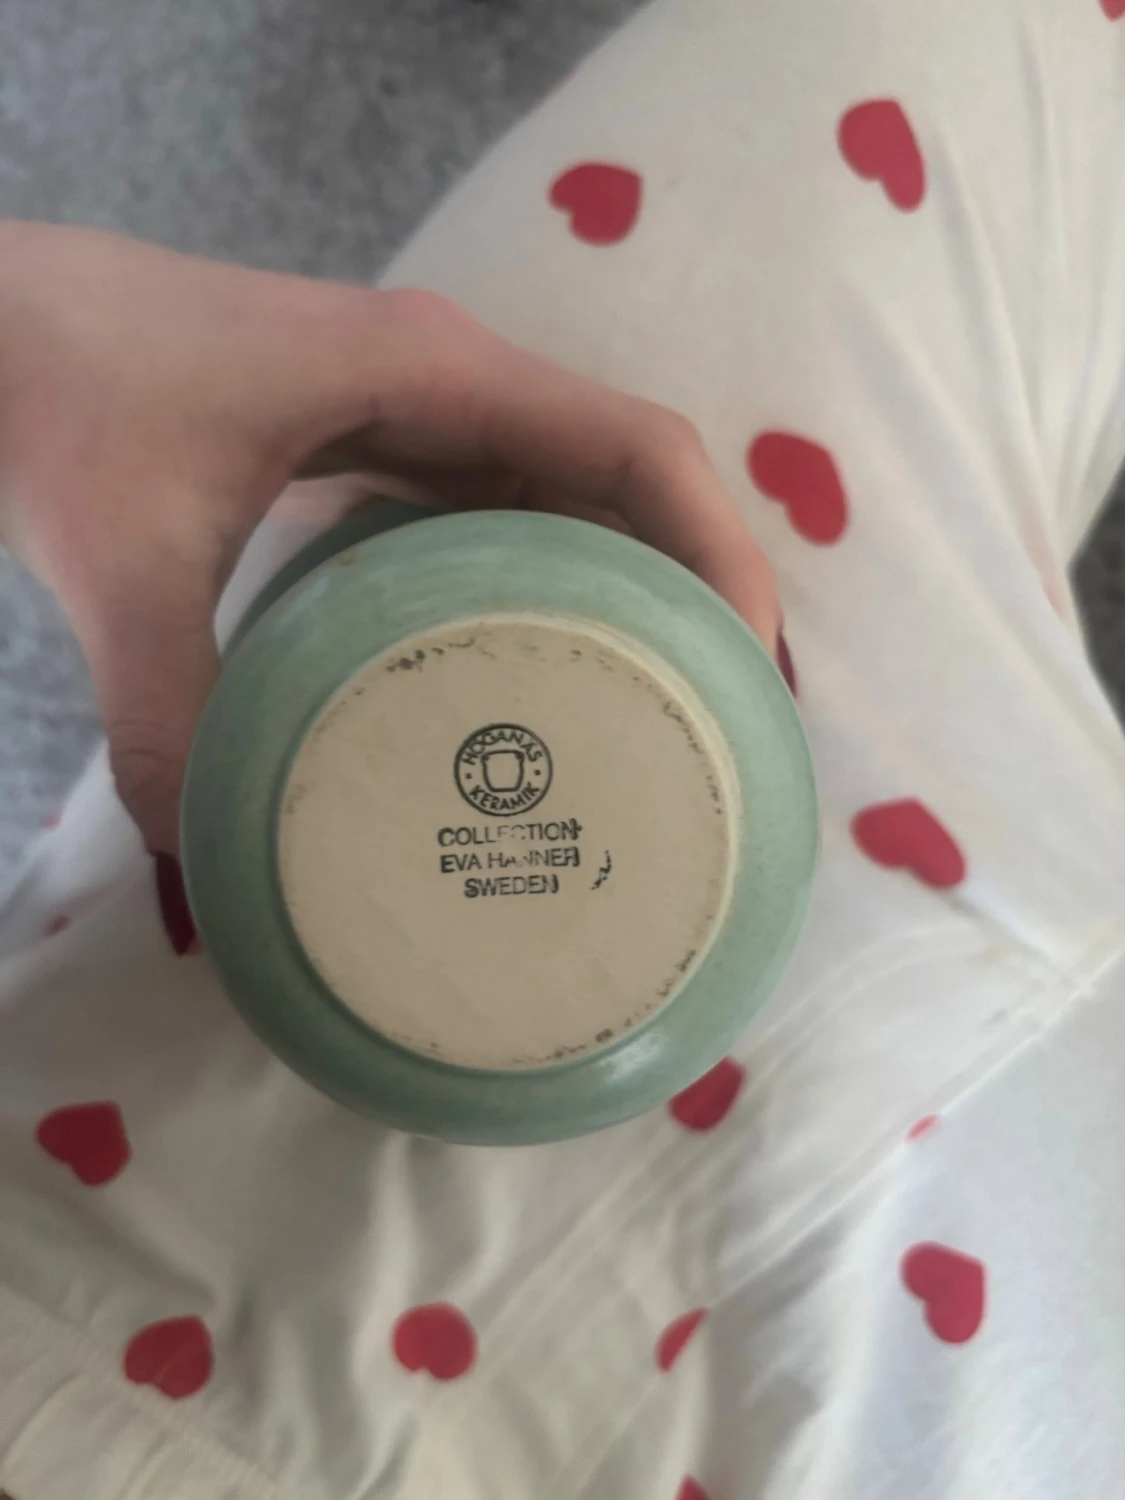 HÖGANÄS
KERAMIK
COLLECTION
EVA HANNER
SWEDEN